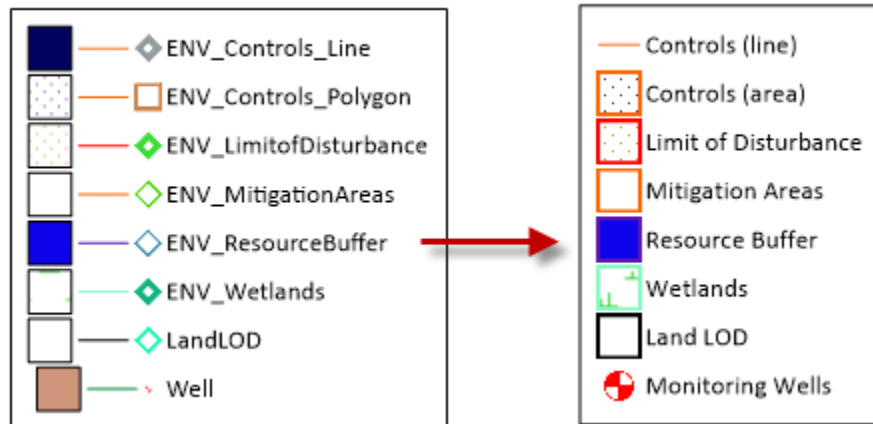 ENV_Controls_Line
ENV_Controls_Polygon
ENV_LimitofDisturbance
ENV_MitigationAreas
ENV_ResourceBuffer
ENV_Wetlands
LandLOD
Well
Controls (line)
Controls (area)
Limit of Disturbance
Mitigation Areas
Resource Buffer
Wetlands
Land LOD
Monitoring Wells